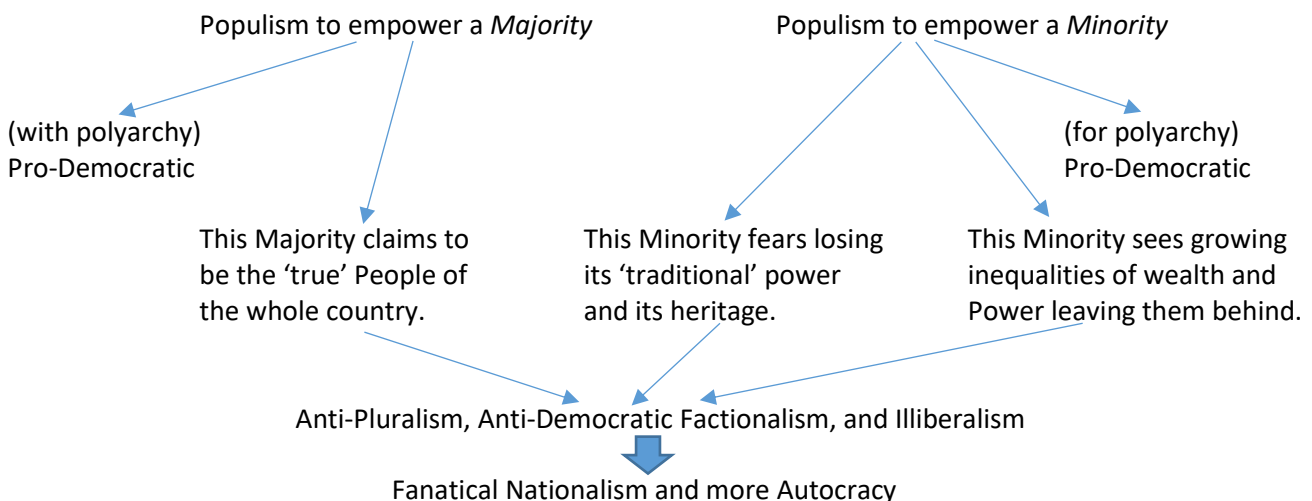 Populism to empower a Majority
Populism to empower a Minority
(with polyarchy)
Pro-Democratic
(for polyarchy)
Pro-Democratic
This Majority claims to
be the ‘true’ People of
the whole country.
This Minority fears losing
its ‘traditional’ power
and its heritage.
This Minority sees growing
inequalities of wealth and
Power leaving them behind.
Anti-Pluralism, Anti-Democratic Factionalism, and Illiberalism
Fanatical Nationalism and more Autocracy